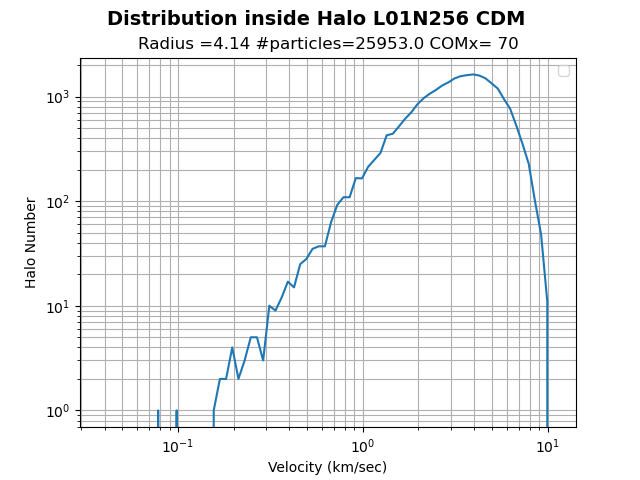 Distribution inside Halo L01N256 CDM
Radius =4.14 #particles=25953.0 COMx= 70
Halo Number
10³
10²
10¹
10⁰
10⁻¹
10⁰
10¹
Velocity (km/sec)